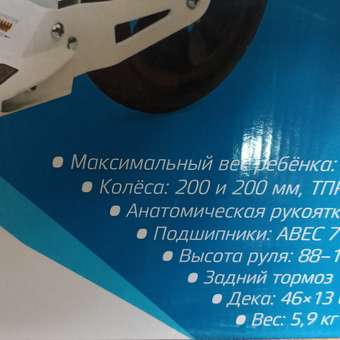 • Максимальный вес ребёнка:
• Колёса: 200 и 200 мм, ТПР
• Анатомическая рукоятк
• Подшипники: ABEC 7
• Высота руля: 88–1
• Задний тормоз
• Дека: 46×13
• Вес: 5,9 кг